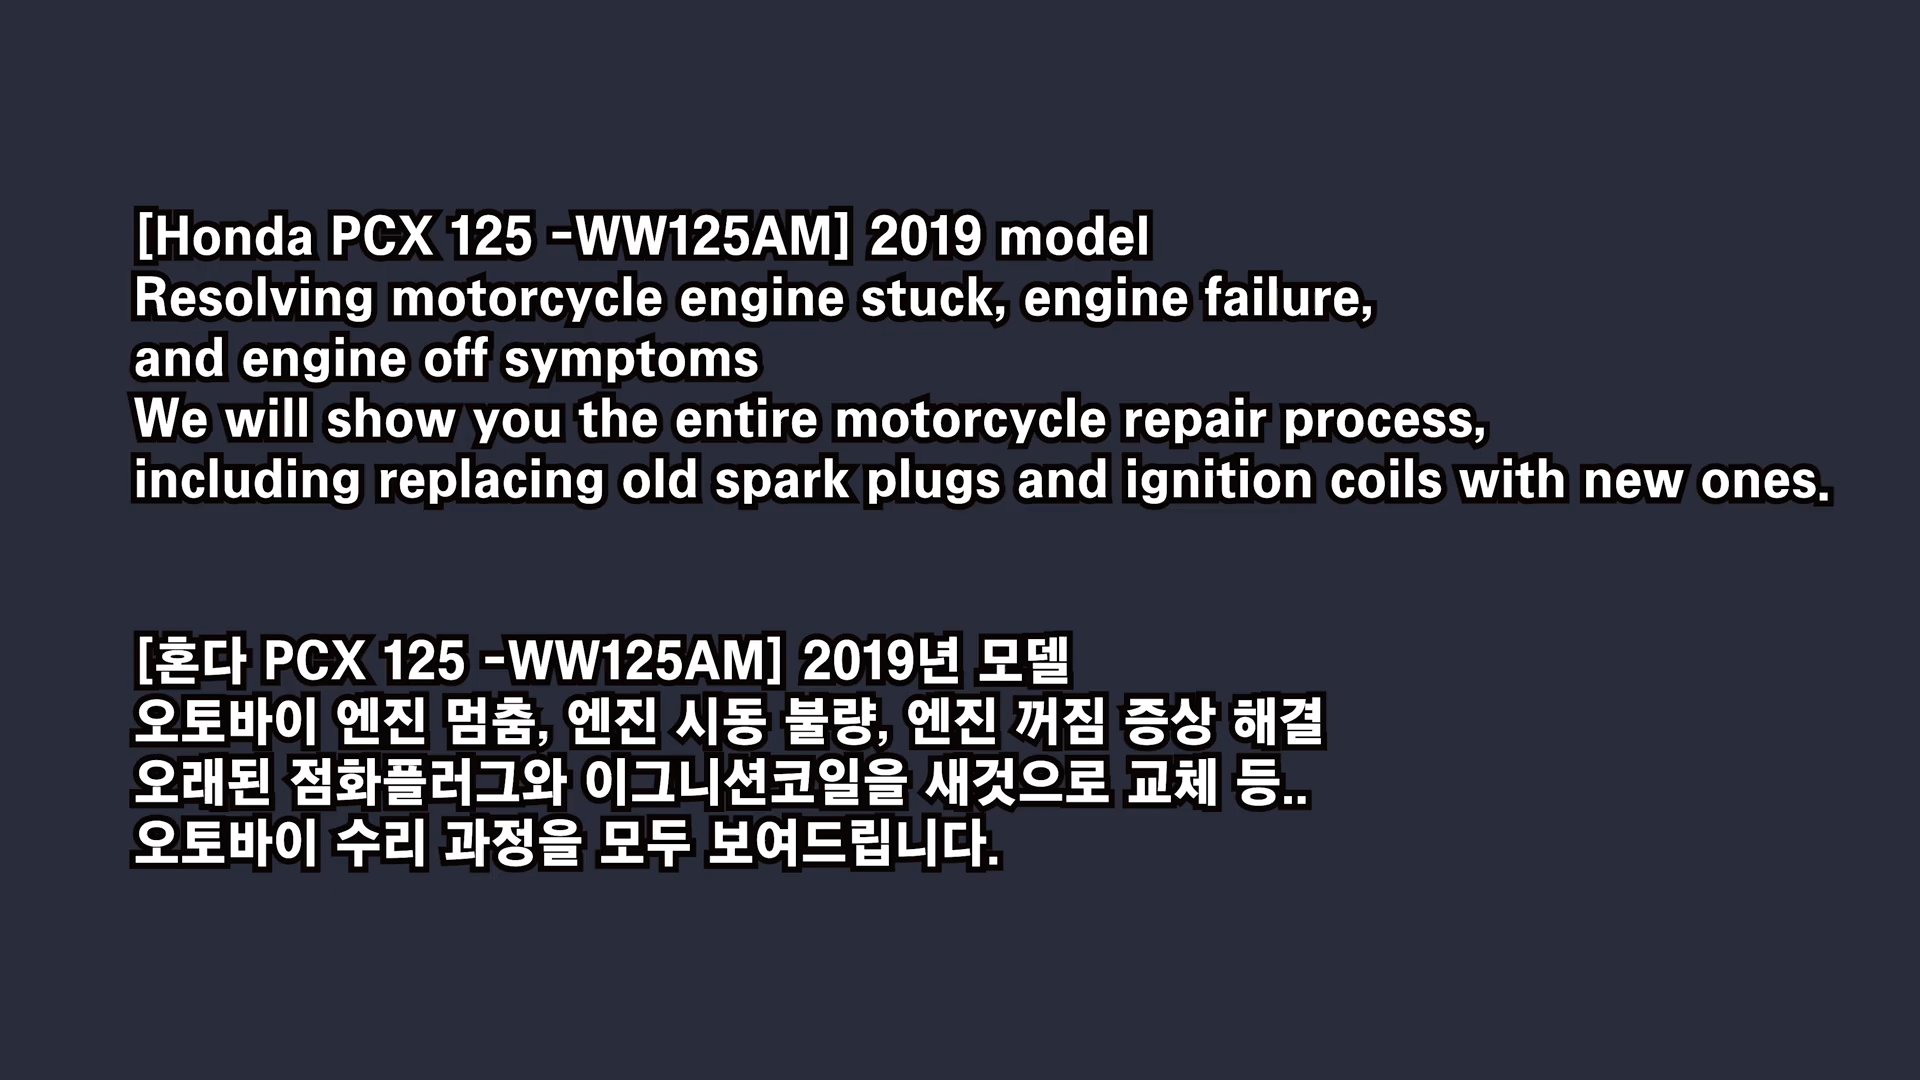 [Honda PCX 125 -WW125AM] 2019 model
Resolving motorcycle engine stuck, engine failure,
and engine off symptoms
We will show you the entire motorcycle repair process,
including replacing old spark plugs and ignition coils with new ones.
[혼다 PCX 125 -WW125AM] 2019년 모델
오토바이 엔진 멈춤, 엔진 시동 불량, 엔진 꺼짐 증상 해결
오래된 점화플러그와 이그니션코일을 새것으로 교체 등..
오토바이 수리 과정을 모두 보여드립니다.